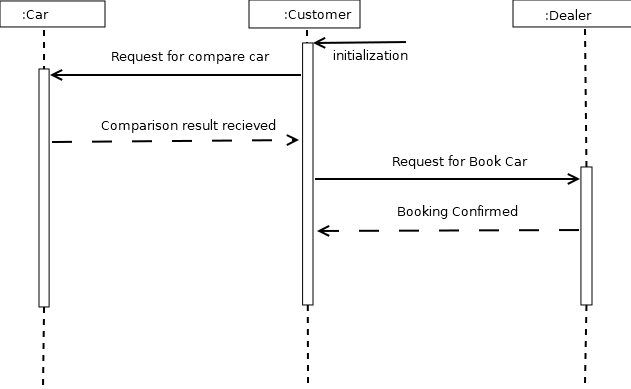 :Car
:Customer
:Dealer
initialization
Request for compare car
Comparison result recieved
Request for Book Car
Booking Confirmed